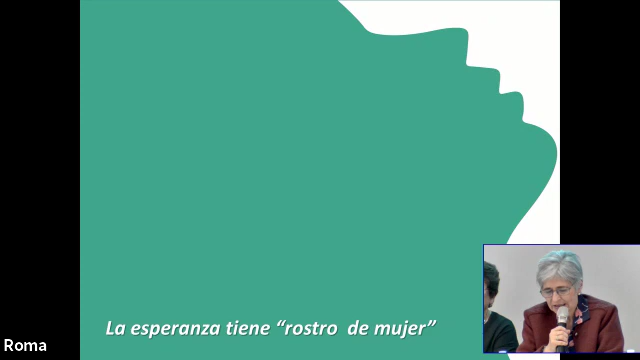 La esperanza tiene “rostro de mujer”
Roma